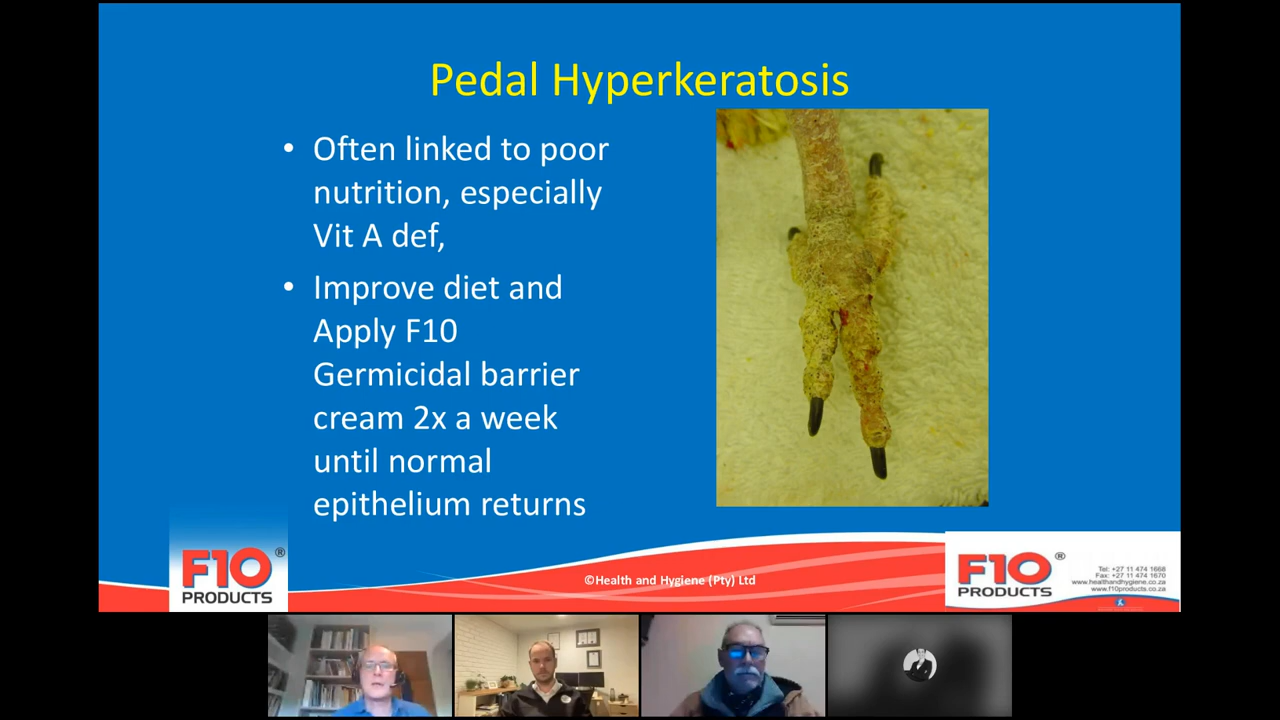 Pedal Hyperkeratosis
• Often linked to poor
nutrition, especially
Vit A def,
• Improve diet and
Apply F10
Germicidal barrier
cream 2x a week
until normal
epithelium returns
F10®
PRODUCTS
©Health and Hygiene (Pty) Ltd
F10®
PRODUCTS
Tel: +27 11 474 1668
Fax: +27 11 474 1670
www.healthandhygiene.co.za
www.f10products.co.za